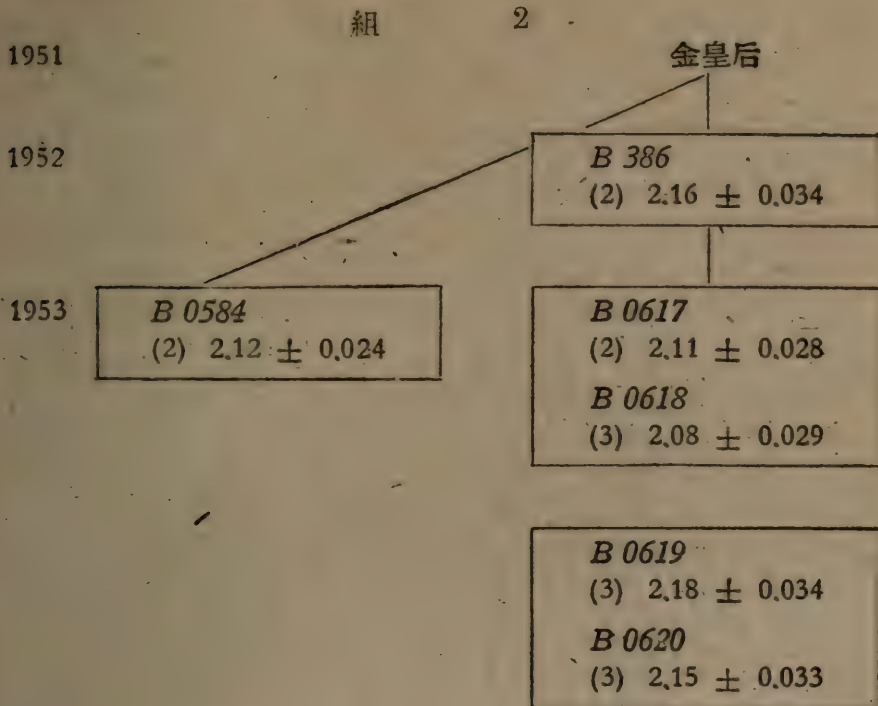 組 2
1951 金皇后
1952
B 386
(2) 2.16 ± 0.034
1953
B 0584
(2) 2.12 ± 0.024
B 0617
(2) 2.11 ± 0.028
B 0618
(3) 2.08 ± 0.029
B 0619
(3) 2.18 ± 0.034
B 0620
(3) 2.15 ± 0.033